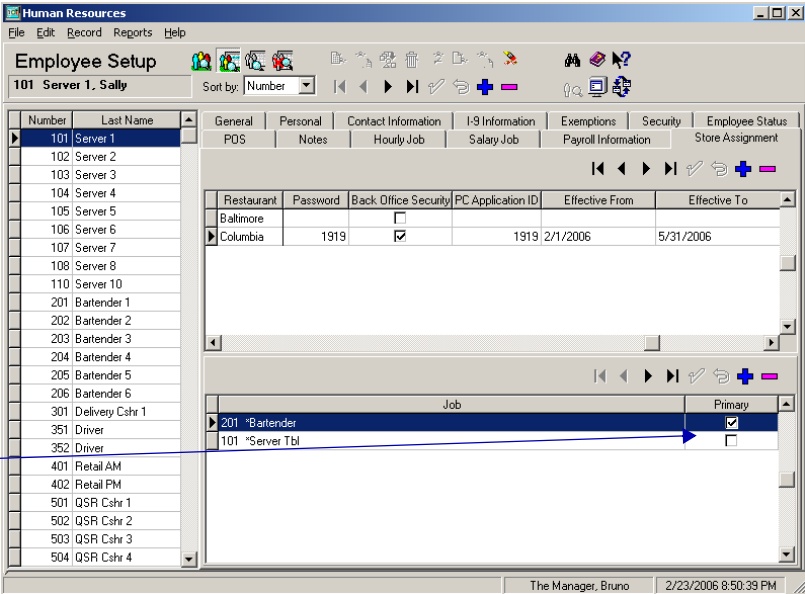 Human Resources
File Edit Record Reports Help
Employee Setup
101 Server 1, Sally
Sort by: Number
Number Last Name
101 Server 1
102 Server 2
103 Server 3
104 Server 4
105 Server 5
106 Server 6
107 Server 7
108 Server 8
110 Server 10
201 Bartender 1
202 Bartender 2
203 Bartender 3
204 Bartender 4
205 Bartender 5
206 Bartender 6
301 Delivery Cshr 1
351 Driver
352 Driver
401 Retail AM
402 Retail PM
501 QSR Cshr 1
502 QSR Cshr 2
503 QSR Cshr 3
504 QSR Cshr 4
General Personal Contact Information I-9 Information Exemptions Security Employee Status
POS Notes Hourly Job Salary Job Payroll Information Store Assignment
Restaurant Password Back Office Security PC Application ID Effective From Effective To
Baltimore
Columbia 1919 1919 2/1/2006 5/31/2006
Job Primary
201 *Bartender
101 *Server Tbl
The Manager, Bruno 2/23/2006 8:50:39 PM